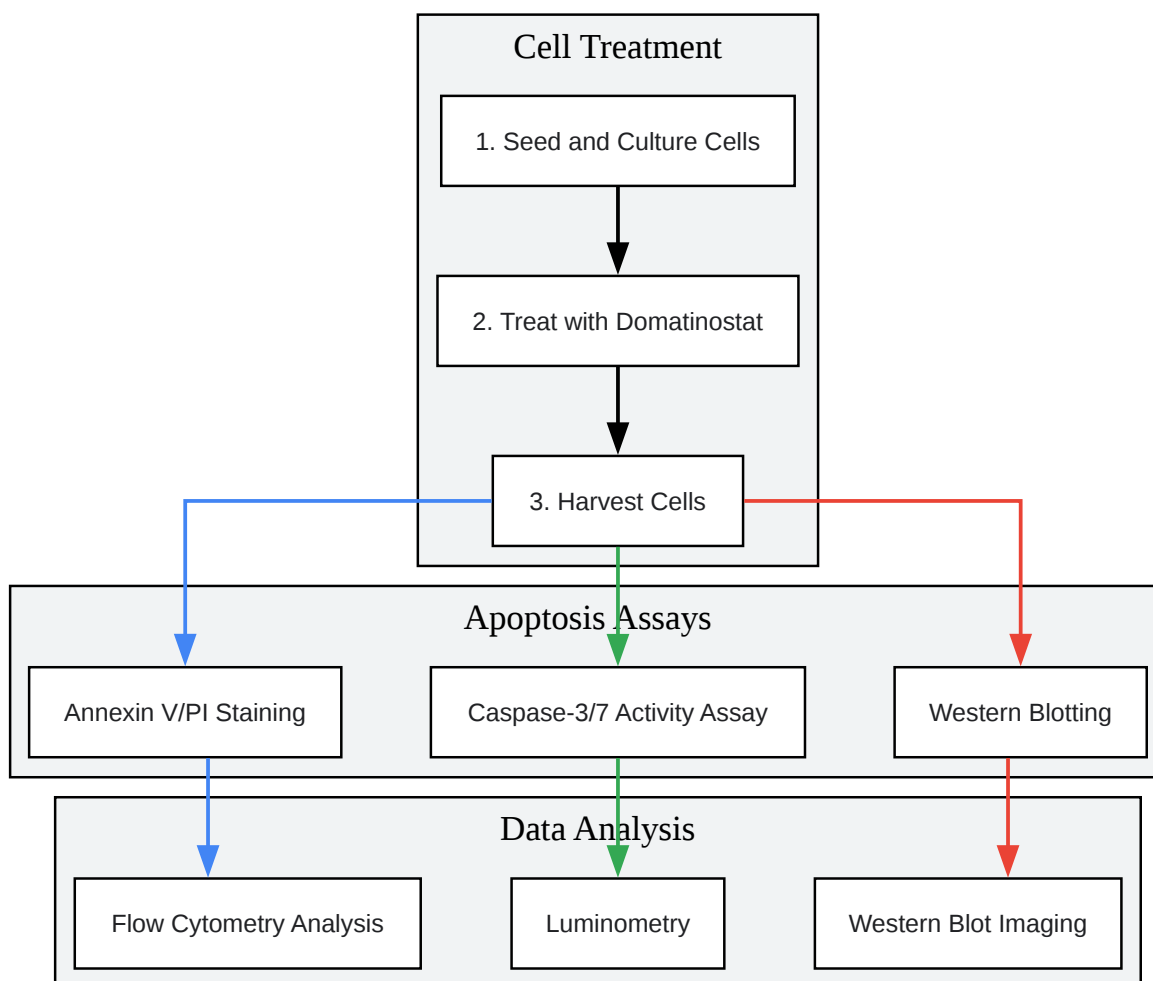 Cell Treatment
1. Seed and Culture Cells
2. Treat with Domatinostat
3. Harvest Cells
Apoptosis Assays
Annexin V/PI Staining
Caspase-3/7 Activity Assay
Western Blotting
Data Analysis
Flow Cytometry Analysis
Luminometry
Western Blot Imaging